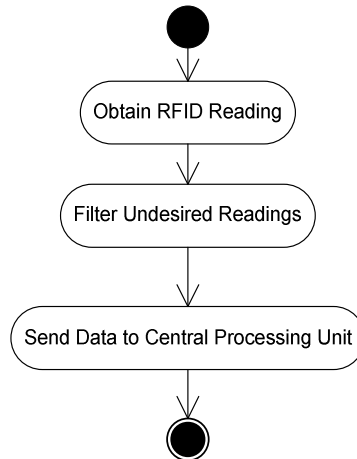 Obtain RFID Reading
Filter Undesired Readings
Send Data to Central Processing Unit